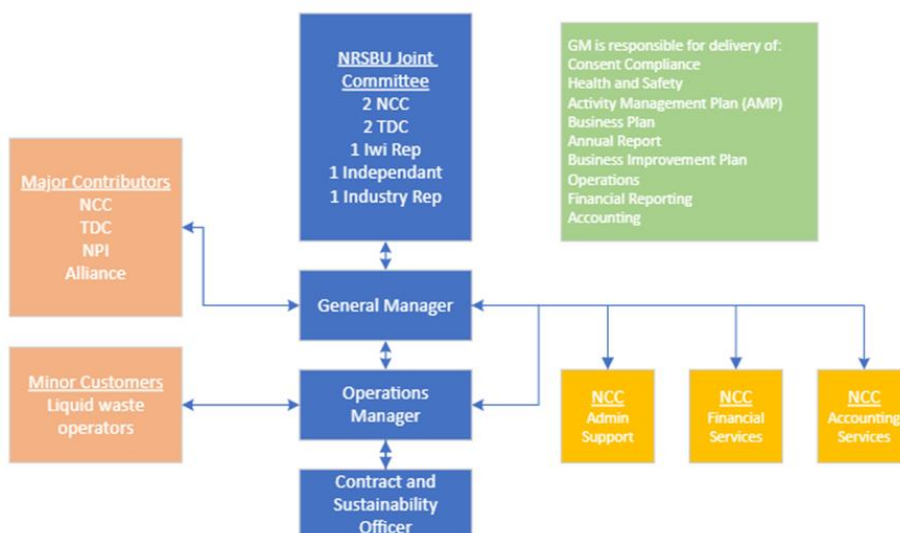 NRSBU Joint
Committee
2 NCC
2 TDC
1 Iwi Rep
1 Independant
1 Industry Rep
GM is responsible for delivery of:
Consent Compliance
Health and Safety
Activity Management Plan (AMP)
Business Plan
Annual Report
Business Improvement Plan
Operations
Financial Reporting
Accounting
Major Contributors
NCC
TDC
NPI
Alliance
General Manager
Minor Customers
Liquid waste
operators
Operations
Manager
NCC
Admin
Support
NCC
Financial
Services
NCC
Accounting
Services
Contract and
Sustainability
Officer